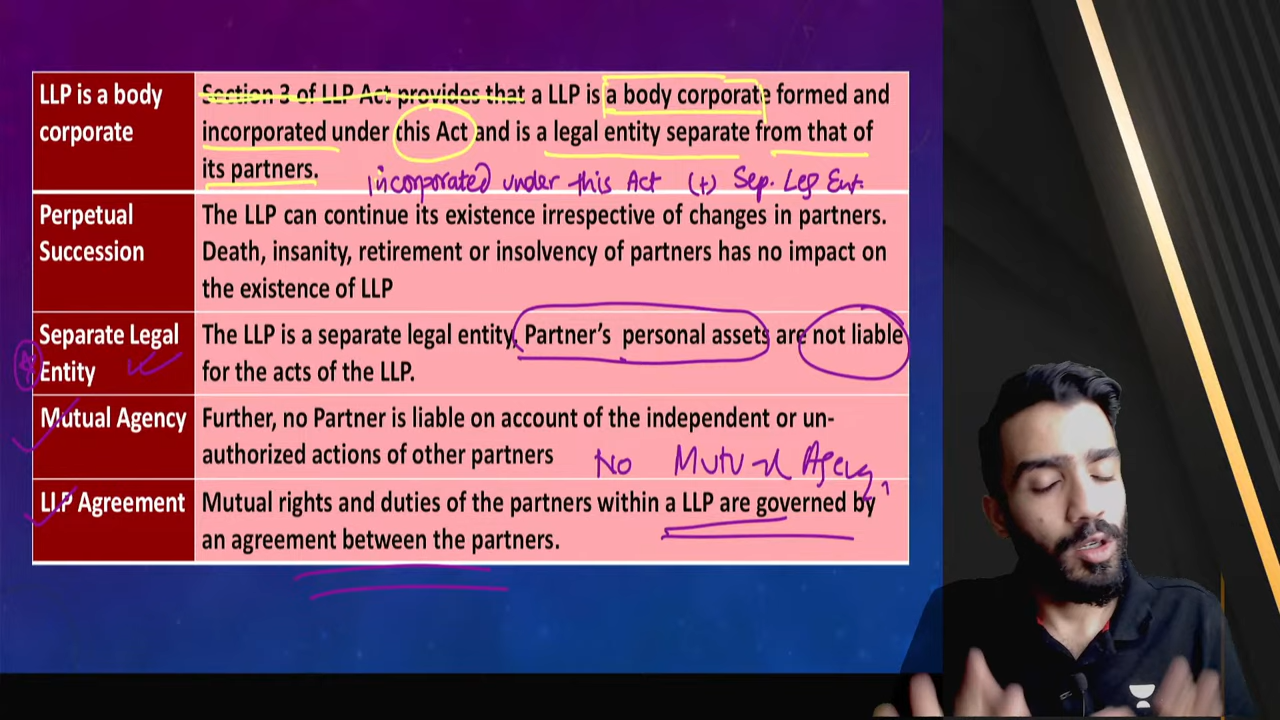 LLP is a body
corporate
Section 3 of LLP Act provides that a LLP is a body corporate formed and
incorporated under this Act and is a legal entity separate from that of
its partners.
incorporated under this Act (+) Sep. Leg Ent.
Perpetual
Succession
The LLP can continue its existence irrespective of changes in partners.
Death, insanity, retirement or insolvency of partners has no impact on
the existence of LLP
Separate Legal
Entity
The LLP is a separate legal entity, Partner's personal assets are not liable
for the acts of the LLP.
Mutual Agency
Further, no Partner is liable on account of the independent or un-
authorized actions of other partners
No Mutual Agency
LLP Agreement
Mutual rights and duties of the partners within a LLP are governed by
an agreement between the partners.